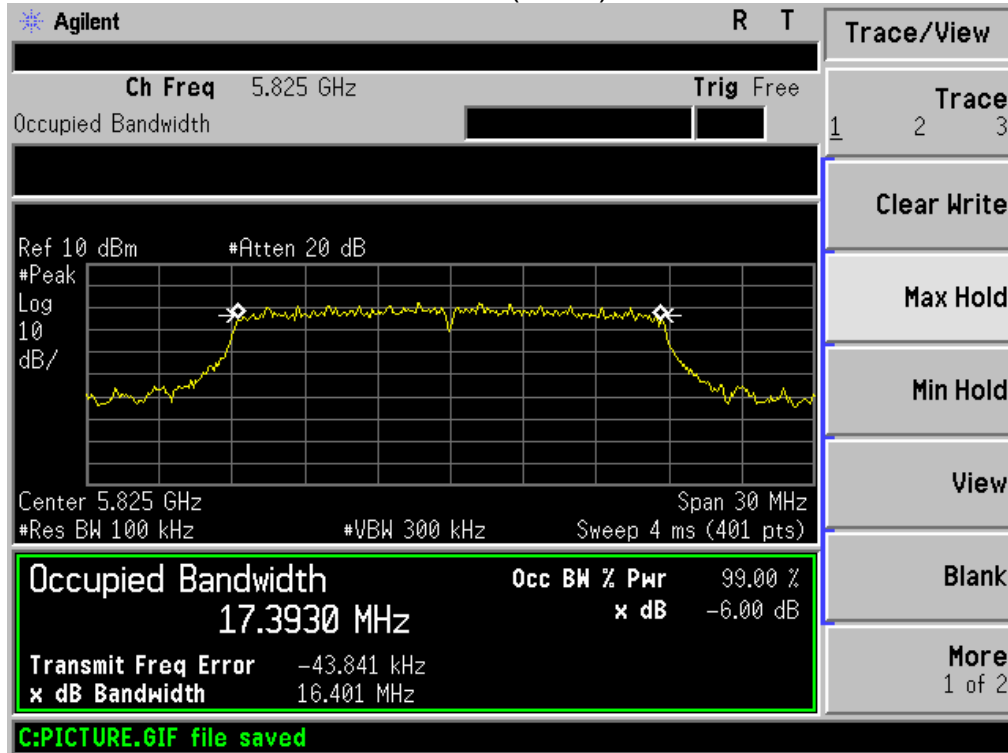 Agilent R T
Trace/View
Ch Freq 5.825 GHz Trig Free
Occupied Bandwidth
Trace
1 2 3
Clear Write
Max Hold
Min Hold
View
Blank
More
1 of 2
Ref 10 dBm #Atten 20 dB
#Peak
Log
10
dB/
Center 5.825 GHz Span 30 MHz
#Res BW 100 kHz #VBW 300 kHz Sweep 4 ms (401 pts)
Occupied Bandwidth Occ BW % Pwr 99.00 %
17.3930 MHz x dB -6.00 dB
Transmit Freq Error -43.841 kHz
x dB Bandwidth 16.401 MHz
C:PICTURE.GIF file saved